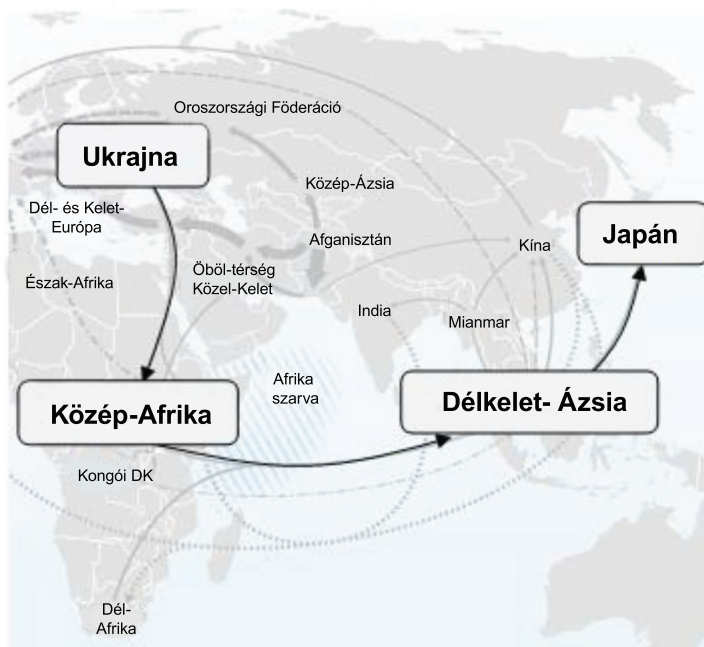 Oroszországi Föderáció
Ukrajna
Közép-Ázsia
Dél- és Kelet-
Európa
Japán
Afganisztán
Kína
Öböl-térség
Közel-Kelet
Észak-Afrika
India
Mianmar
Afrika
szarva
Közép-Afrika
Délkelet- Ázsia
Kongói DK
Dél-
Afrika